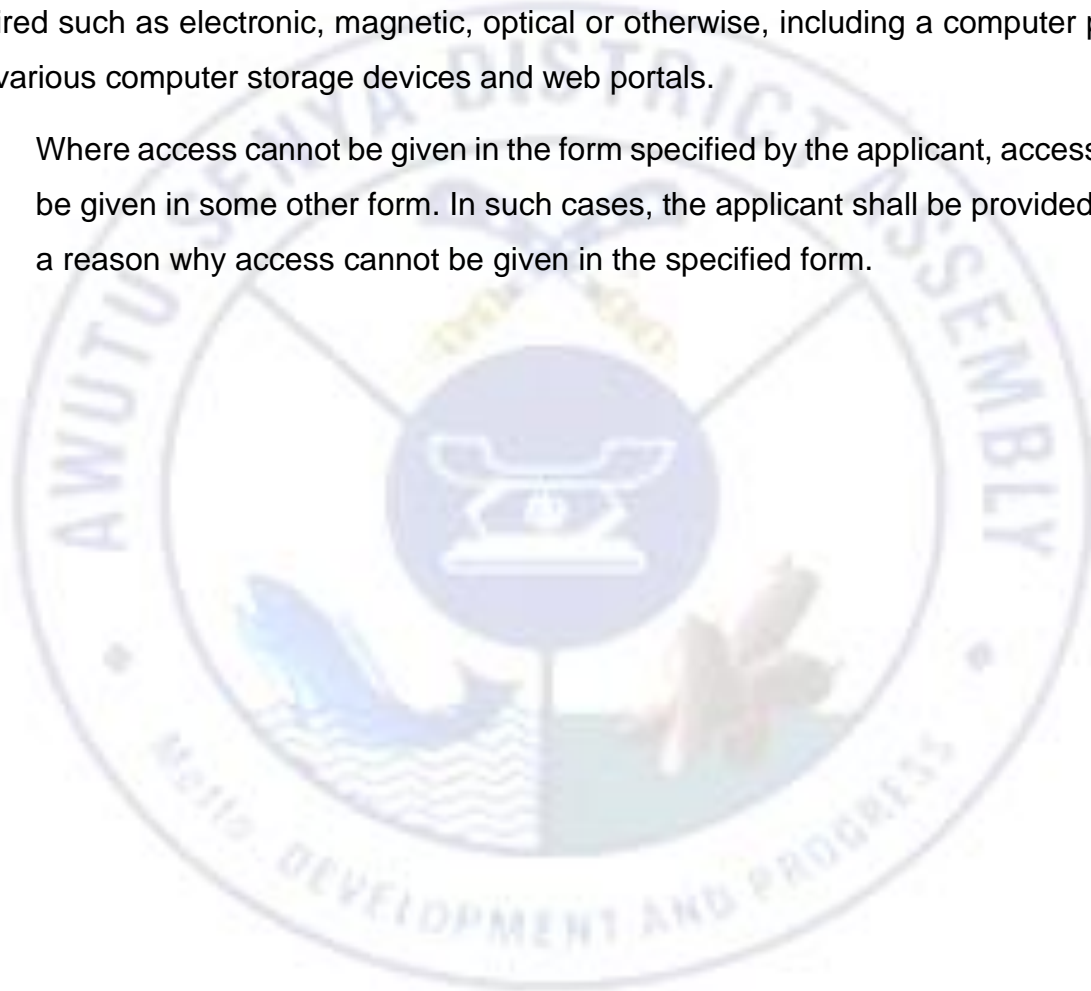 ired such as electronic, magnetic, optical or otherwise, including a computer p
various computer storage devices and web portals.
Where access cannot be given in the form specified by the applicant, access
be given in some other form. In such cases, the applicant shall be provided
a reason why access cannot be given in the specified form.
AWUTU SENYA DISTRICT ASSEMBLY
Motto: DEVELOPMENT AND PROGRESS